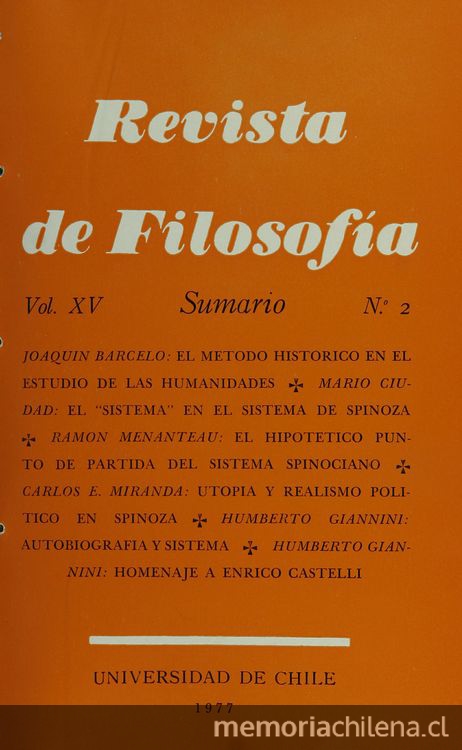 Revista
de Filosofía
Vol. XV Sumario N.º 2
JOAQUIN BARCELO: EL METODO HISTORICO EN EL
ESTUDIO DE LAS HUMANIDADES ✣ MARIO CIU-
DAD: EL "SISTEMA" EN EL SISTEMA DE SPINOZA
✣ RAMON MENANTEAU: EL HIPOTETICO PUN-
TO DE PARTIDA DEL SISTEMA SPINOCIANO ✣
CARLOS E. MIRANDA: UTOPIA Y REALISMO POLI-
TICO EN SPINOZA ✣ HUMBERTO GIANNINI:
AUTOBIOGRAFIA Y SISTEMA ✣ HUMBERTO GIAN-
NINI: HOMENAJE A ENRICO CASTELLI
UNIVERSIDAD DE CHILE
1977
memoriachilena.cl